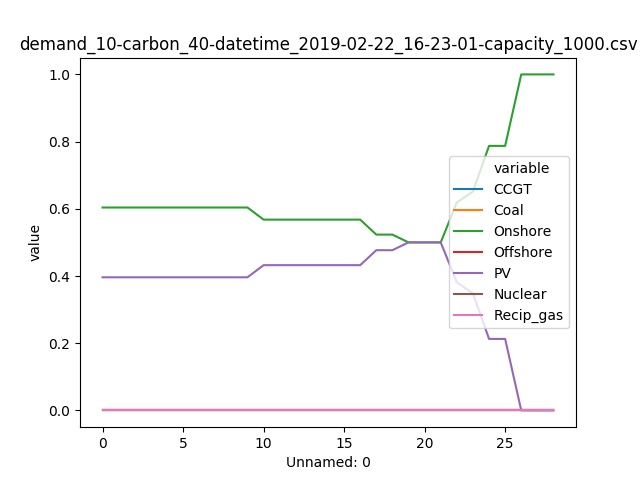 demand_10-carbon_40-datetime_2019-02-22_16-23-01-capacity_1000.csv
1.0
0.8
0.6
0.4
0.2
0.0
value
variable
CCGT
Coal
Onshore
Offshore
PV
Nuclear
Recip_gas
0 5 10 15 20 25
Unnamed: 0